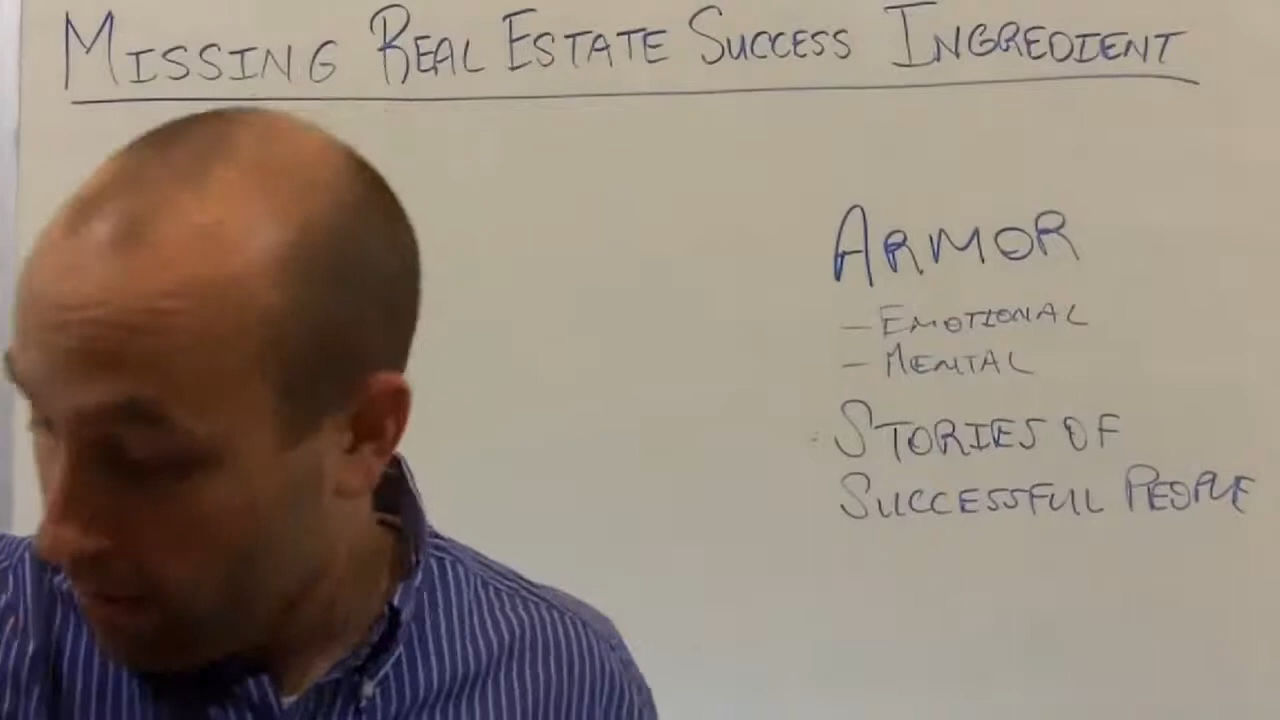 MISSING REAL ESTATE SUCCESS INGREDIENT
ARMOR
- EMOTIONAL
- MENTAL
STORIES OF
SUCCESSFUL PEOPLE